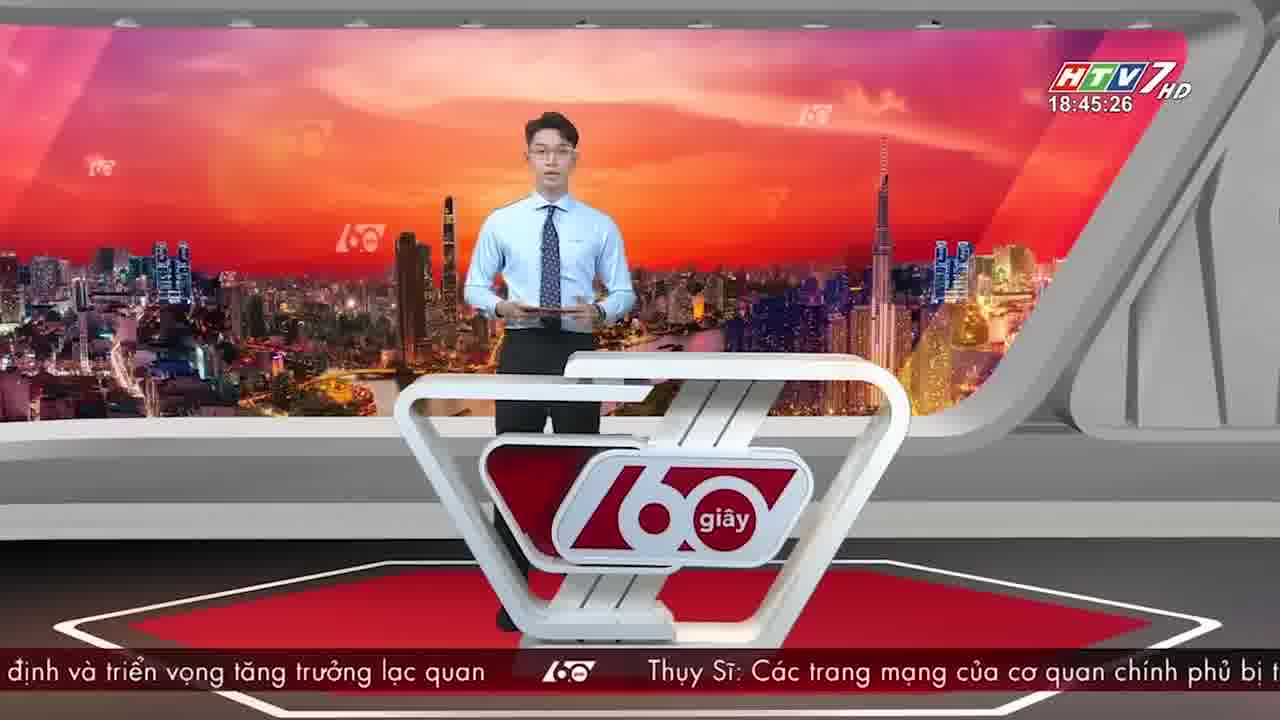 HTV7 HD
18:45:26
60 giây
định và triển vọng tăng trưởng lạc quan
60
Thụy Sĩ: Các trang mạng của cơ quan chính phủ bị